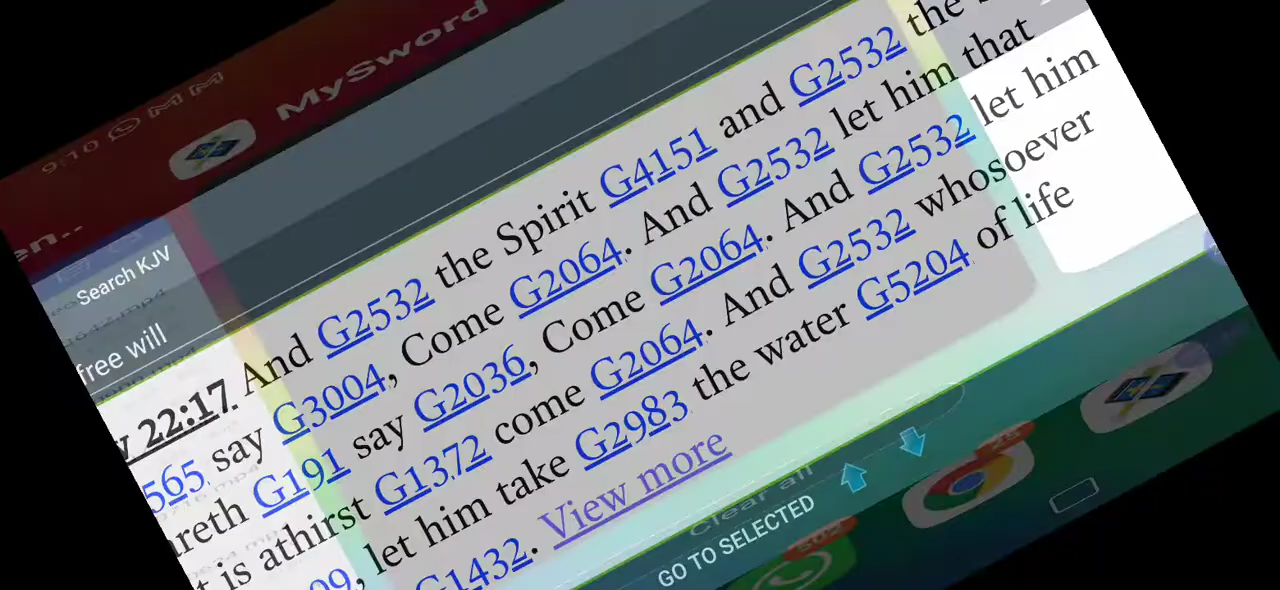 9:10
MySword
en..
Search KJV
free will
22:17. And G2532 the Spirit G4151 and G2532 the
565 say G3004, Come G2064. And G2532 let him that
reth G191 say G2036, Come G2064. And G2532 let him
is athirst G1372 come G2064. And G2532 whosoever
99, let him take G2983 the water G5204 of life
G1432. View more
Clear all
GO TO SELECTED